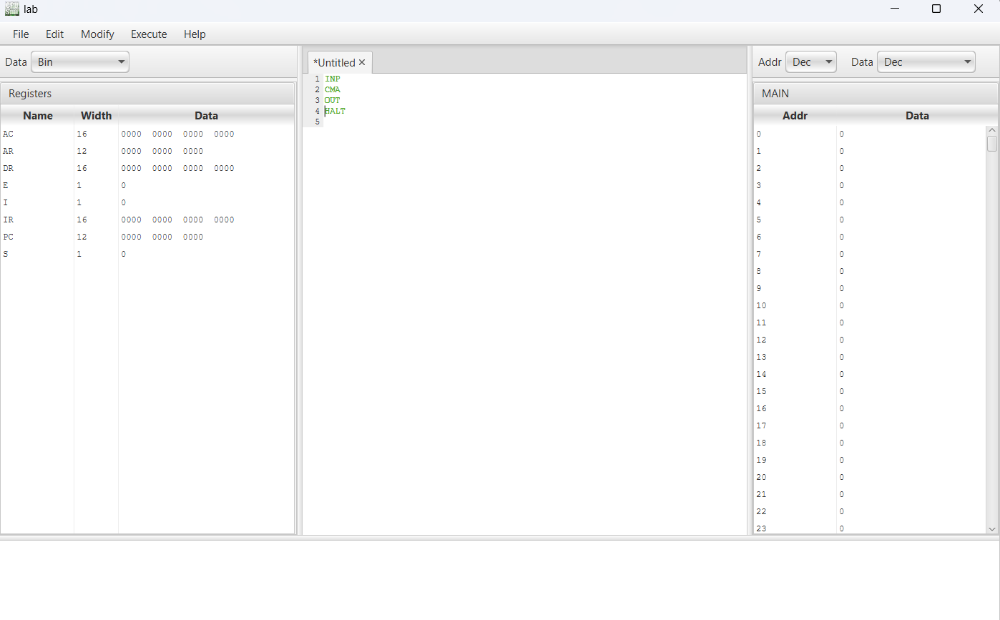 lab
File Edit Modify Execute Help
Data Bin
Registers
Name Width Data
AC 16 0000 0000 0000 0000
AR 12 0000 0000 0000
DR 16 0000 0000 0000 0000
E 1 0
I 1 0
IR 16 0000 0000 0000 0000
PC 12 0000 0000 0000
S 1 0
*Untitled
1 INP
2 CMA
3 OUT
4 HALT
5
Addr Dec Data Dec
MAIN
Addr Data
0 0
1 0
2 0
3 0
4 0
5 0
6 0
7 0
8 0
9 0
10 0
11 0
12 0
13 0
14 0
15 0
16 0
17 0
18 0
19 0
20 0
21 0
22 0
23 0